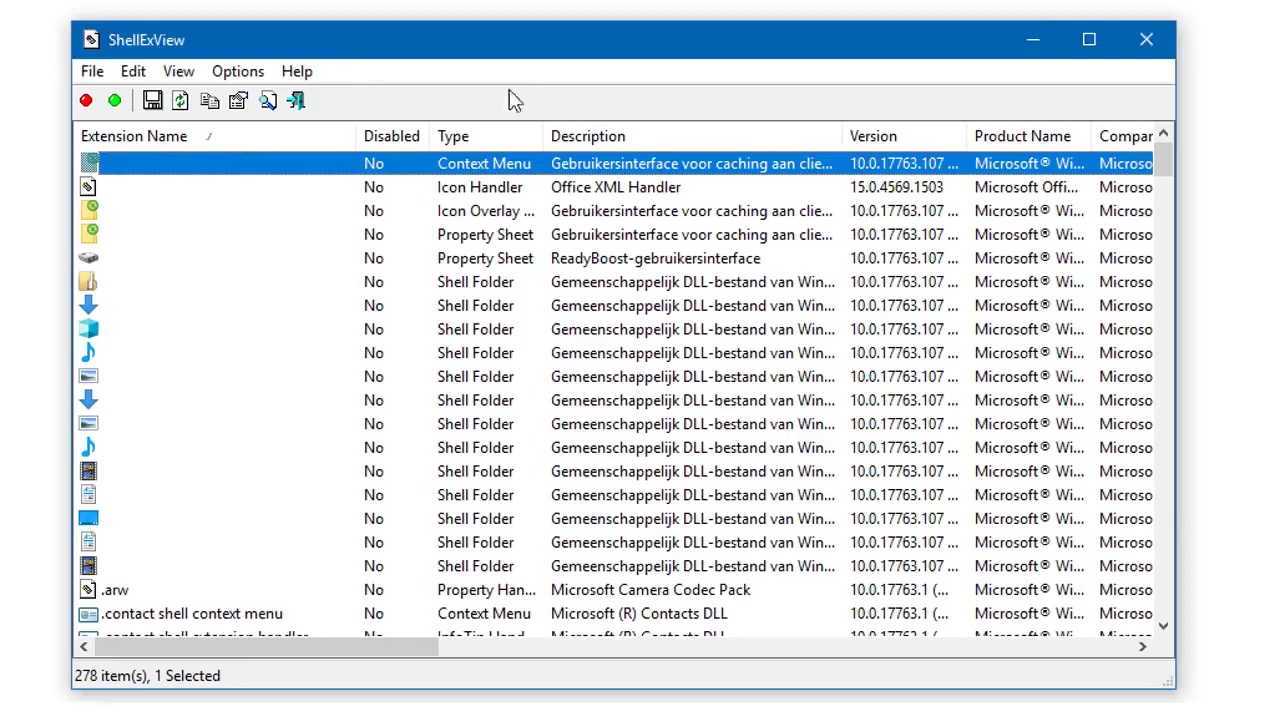 ShellExView
File Edit View Options Help
Extension Name Disabled Type Description Version Product Name Compar
No Context Menu Gebruikersinterface voor caching aan clie... 10.0.17763.107 ... Microsoft® Wi... Microso
No Icon Handler Office XML Handler 15.0.4569.1503 Microsoft Offi... Microso
No Icon Overlay ... Gebruikersinterface voor caching aan clie... 10.0.17763.107 ... Microsoft® Wi... Microso
No Property Sheet Gebruikersinterface voor caching aan clie... 10.0.17763.107 ... Microsoft® Wi... Microso
No Property Sheet ReadyBoost-gebruikersinterface 10.0.17763.107 ... Microsoft® Wi... Microso
No Shell Folder Gemeenschappelijk DLL-bestand van Win... 10.0.17763.107 ... Microsoft® Wi... Microso
No Shell Folder Gemeenschappelijk DLL-bestand van Win... 10.0.17763.107 ... Microsoft® Wi... Microso
No Shell Folder Gemeenschappelijk DLL-bestand van Win... 10.0.17763.107 ... Microsoft® Wi... Microso
No Shell Folder Gemeenschappelijk DLL-bestand van Win... 10.0.17763.107 ... Microsoft® Wi... Microso
No Shell Folder Gemeenschappelijk DLL-bestand van Win... 10.0.17763.107 ... Microsoft® Wi... Microso
No Shell Folder Gemeenschappelijk DLL-bestand van Win... 10.0.17763.107 ... Microsoft® Wi... Microso
No Shell Folder Gemeenschappelijk DLL-bestand van Win... 10.0.17763.107 ... Microsoft® Wi... Microso
No Shell Folder Gemeenschappelijk DLL-bestand van Win... 10.0.17763.107 ... Microsoft® Wi... Microso
No Shell Folder Gemeenschappelijk DLL-bestand van Win... 10.0.17763.107 ... Microsoft® Wi... Microso
No Shell Folder Gemeenschappelijk DLL-bestand van Win... 10.0.17763.107 ... Microsoft® Wi... Microso
No Shell Folder Gemeenschappelijk DLL-bestand van Win... 10.0.17763.107 ... Microsoft® Wi... Microso
No Shell Folder Gemeenschappelijk DLL-bestand van Win... 10.0.17763.107 ... Microsoft® Wi... Microso
No Shell Folder Gemeenschappelijk DLL-bestand van Win... 10.0.17763.107 ... Microsoft® Wi... Microso
.arw No Property Han... Microsoft Camera Codec Pack 10.0.17763.1 (... Microsoft® Wi... Microso
.contact shell context menu No Context Menu Microsoft (R) Contacts DLL 10.0.17763.1 (... Microsoft® Wi... Microso
278 item(s), 1 Selected